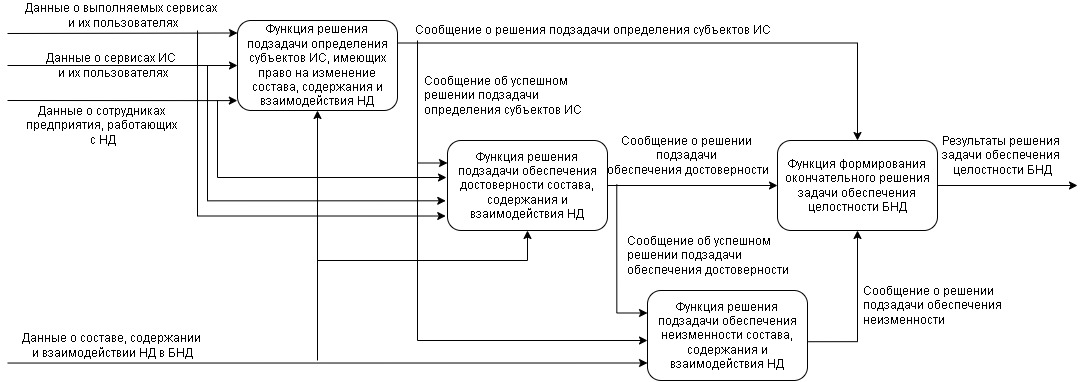 Данные о выполняемых сервисах
и их пользователях
Функция решения
подзадачи определения
субъектов ИС, имеющих
право на изменение
состава, содержания и
взаимодействия НД
Сообщение о решения подзадачи определения субъектов ИС
Данные о сервисах ИС
и их пользователях
Данные о сотрудниках
предприятия, работающих
с НД
Сообщение об успешном
решении подзадачи
определения субъектов ИС
Функция решения
подзадачи обеспечения
достоверности состава,
содержания и
взаимодействия НД
Сообщение о решении
подзадачи
обеспечения достоверности
Функция формирования
окончательного решения
задачи обеспечения
целостности БНД
Результаты решения
задачи обеспечения
целостности БНД
Сообщение об успешном
решении подзадачи
обеспечения достоверности
Сообщение о решении
подзадачи обеспечения
неизменности
Функция решения
подзадачи обеспечения
неизменности состава,
содержания и
взаимодействия НД
Данные о составе, содержании
и взаимодействии НД в БНД